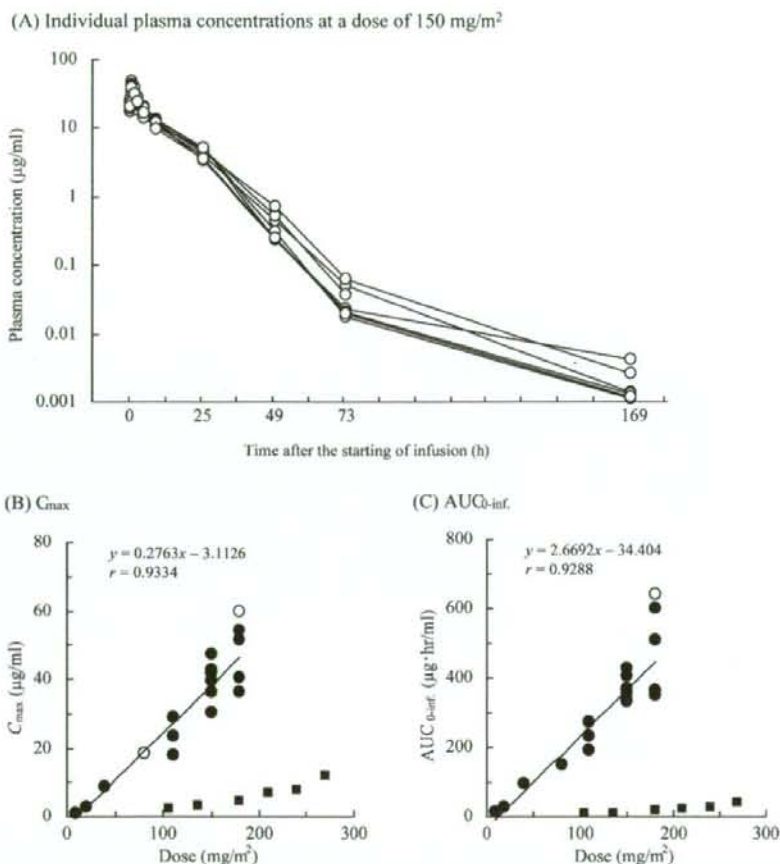 (A) Individual plasma concentrations at a dose of 150 mg/m²
100
10
1
0.1
0.01
0.001
Plasma concentration (µg/ml)
0 25 49 73 169
Time after the starting of infusion (h)
(B) Cmax
80
60
40
20
0
Cmax (µg/ml)
y = 0.2763x – 3.1126
r = 0.9334
0 100 200 300
Dose (mg/m²)
(C) AUC0-inf.
800
600
400
200
0
AUC 0-inf. (µg·hr/ml)
y = 2.6692x – 34.404
r = 0.9288
0 100 200 300
Dose (mg/m²)